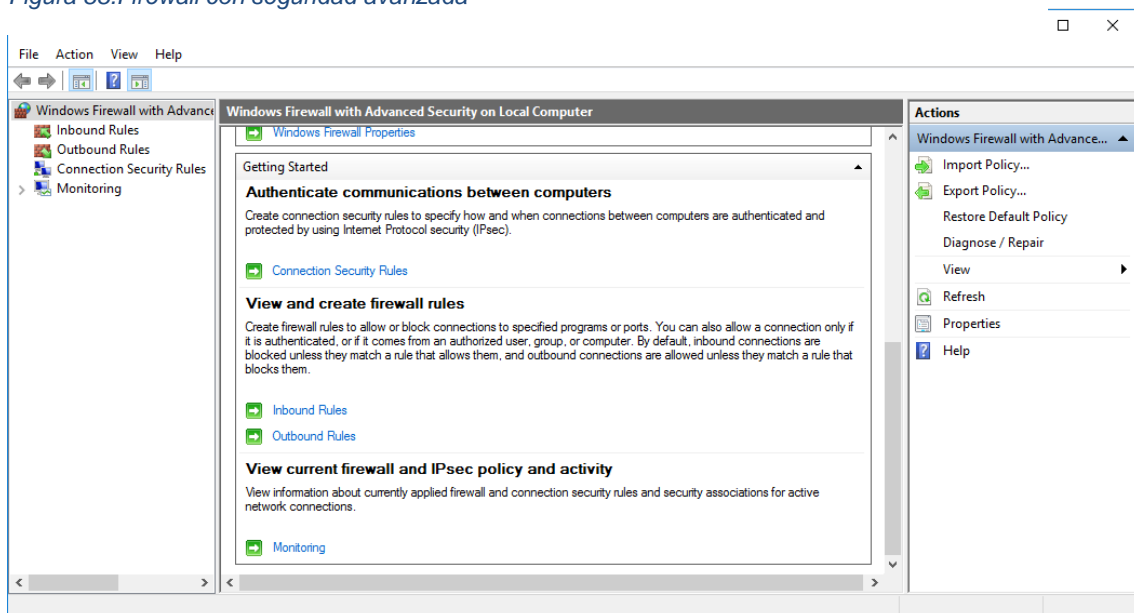 Figura 38.Firewall con seguridad avanzada
File Action View Help
Windows Firewall with Advance
Inbound Rules
Outbound Rules
Connection Security Rules
Monitoring
Windows Firewall with Advanced Security on Local Computer
Windows Firewall Properties
Getting Started
Authenticate communications between computers
Create connection security rules to specify how and when connections between computers are authenticated and
protected by using Internet Protocol security (IPsec).
Connection Security Rules
View and create firewall rules
Create firewall rules to allow or block connections to specified programs or ports. You can also allow a connection only if
it is authenticated, or if it comes from an authorized user, group, or computer. By default, inbound connections are
blocked unless they match a rule that allows them, and outbound connections are allowed unless they match a rule that
blocks them.
Inbound Rules
Outbound Rules
View current firewall and IPsec policy and activity
View information about currently applied firewall and connection security rules and security associations for active
network connections.
Monitoring
Actions
Windows Firewall with Advance...
Import Policy...
Export Policy...
Restore Default Policy
Diagnose / Repair
View
Refresh
Properties
Help